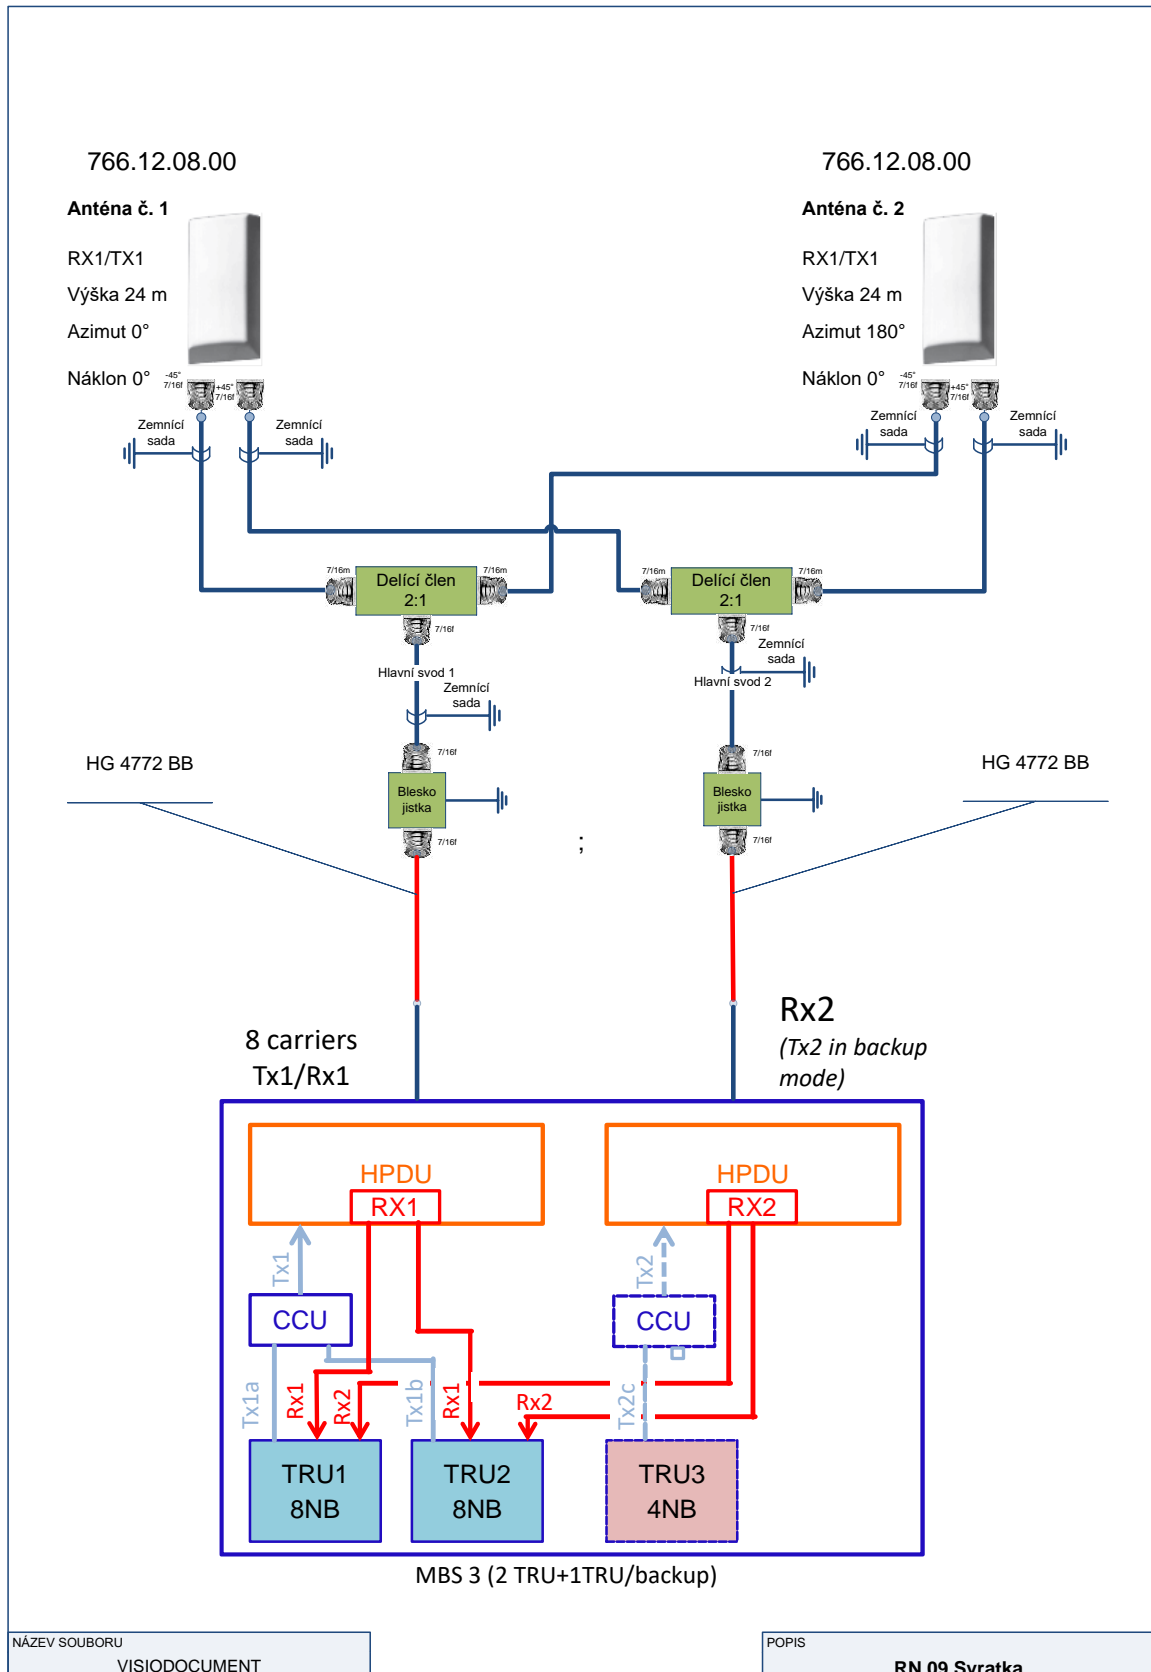 766.12.08.00
Anténa č. 1
RX1/TX1
Výška 24 m
Azimut 0°
Náklon 0°
-45°
7/16f
+45°
7/16f
Zemnící
sada
Zemnící
sada
766.12.08.00
Anténa č. 2
RX1/TX1
Výška 24 m
Azimut 180°
Náklon 0°
-45°
7/16f
+45°
7/16f
Zemnící
sada
Zemnící
sada
7/16m
Delící člen
2:1
7/16m
7/16f
7/16m
Delící člen
2:1
7/16m
7/16f
Hlavní svod 1
Zemnící
sada
Zemnící
sada
Hlavní svod 2
HG 4772 BB
7/16f
Blesko
jistka
7/16f
;
7/16f
Blesko
jistka
7/16f
HG 4772 BB
8 carriers
Tx1/Rx1
Rx2
(Tx2 in backup
mode)
HPDU
RX1
HPDU
RX2
Tx1
Tx2
CCU
CCU
Tx1a
Rx1
Rx2
Tx1b
Rx1
Rx2
Tx2c
TRU1
8NB
TRU2
8NB
TRU3
4NB
MBS 3 (2 TRU+1TRU/backup)
NÁZEV SOUBORU
VISIODOCUMENT
POPIS
RN 09 Svratka